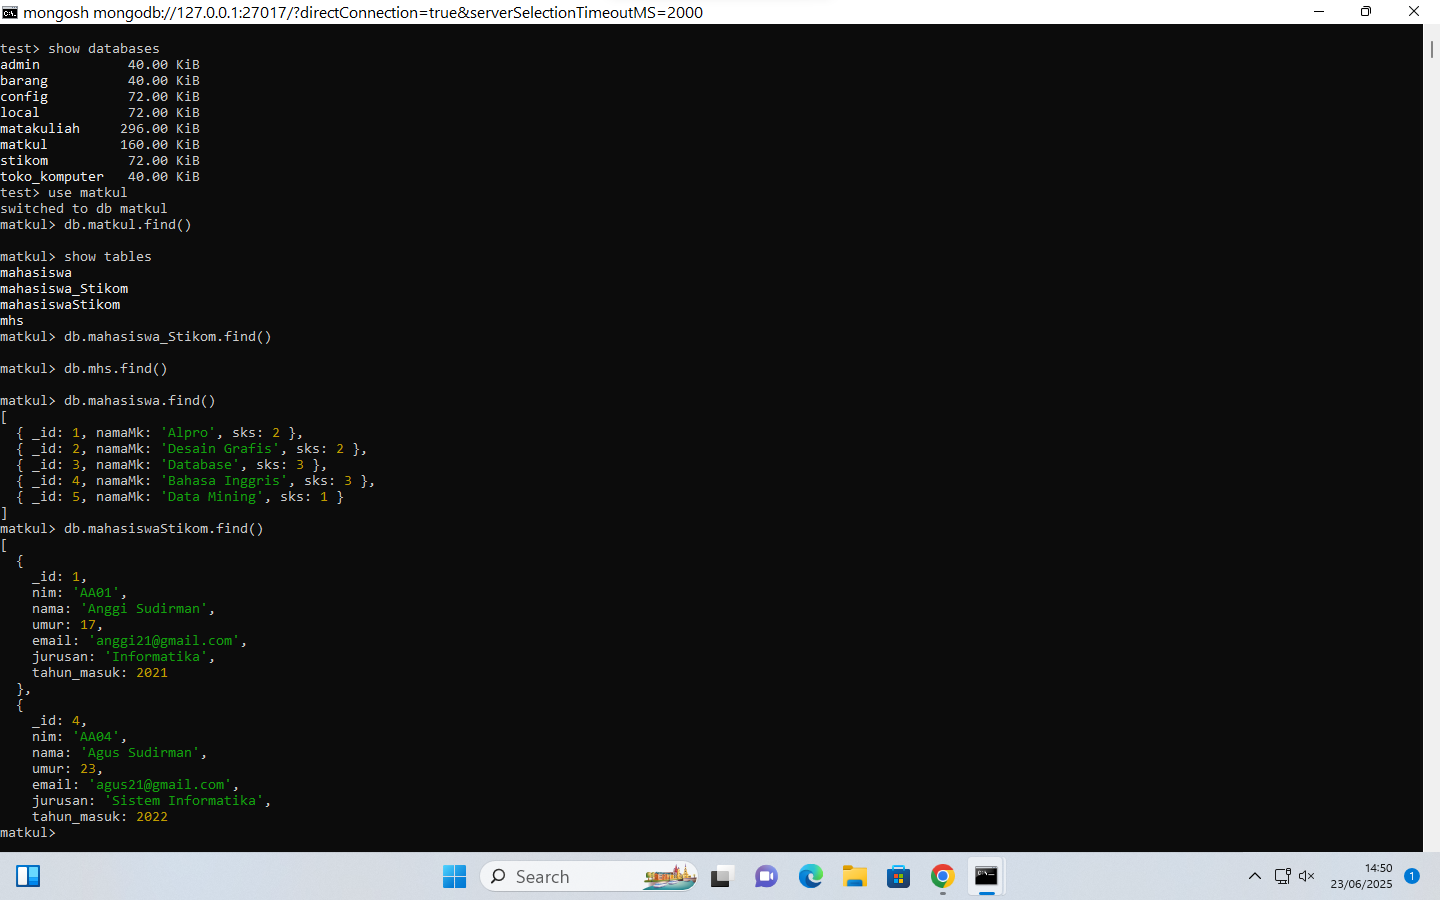 mongosh mongodb://127.0.0.1:27017/?directConnection=true&serverSelectionTimeoutMS=2000
test> show databases
admin           40.00 KiB
barang          40.00 KiB
config          72.00 KiB
local           72.00 KiB
matakuliah     296.00 KiB
matkul         160.00 KiB
stikom          72.00 KiB
toko_komputer   40.00 KiB
test> use matkul
switched to db matkul
matkul> db.matkul.find()
matkul> show tables
mahasiswa
mahasiswa_Stikom
mahasiswaStikom
mhs
matkul> db.mahasiswa_Stikom.find()
matkul> db.mhs.find()
matkul> db.mahasiswa.find()
[
  { _id: 1, namaMk: 'Alpro', sks: 2 },
  { _id: 2, namaMk: 'Desain Grafis', sks: 2 },
  { _id: 3, namaMk: 'Database', sks: 3 },
  { _id: 4, namaMk: 'Bahasa Inggris', sks: 3 },
  { _id: 5, namaMk: 'Data Mining', sks: 1 }
]
matkul> db.mahasiswaStikom.find()
[
  {
    _id: 1,
    nim: 'AA01',
    nama: 'Anggi Sudirman',
    umur: 17,
    email: 'anggi21@gmail.com',
    jurusan: 'Informatika',
    tahun_masuk: 2021
  },
  {
    _id: 4,
    nim: 'AA04',
    nama: 'Agus Sudirman',
    umur: 23,
    email: 'agus21@gmail.com',
    jurusan: 'Sistem Informatika',
    tahun_masuk: 2022
matkul>
Search
14:50
23/06/2025
1